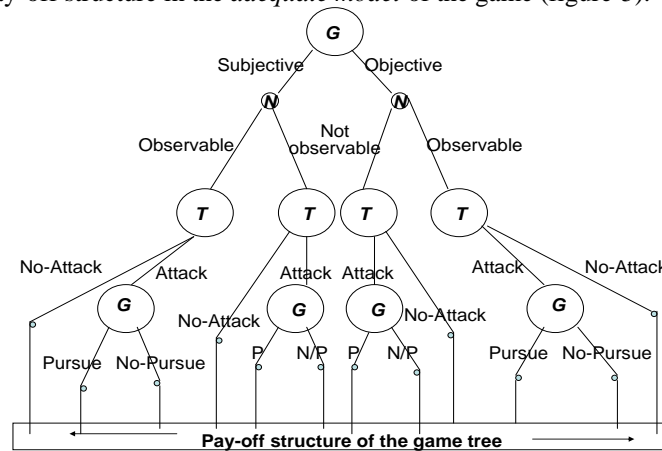 ay-off structure in the adequate model of the game (figure 3).
G
Subjective Objective
N N
Observable Not observable Observable
T T T T
No-Attack Attack Attack Attack Attack No-Attack
G No-Attack G G No-Attack G
Pursue No-Pursue P N/P P N/P Pursue No-Pursue
Pay-off structure of the game tree